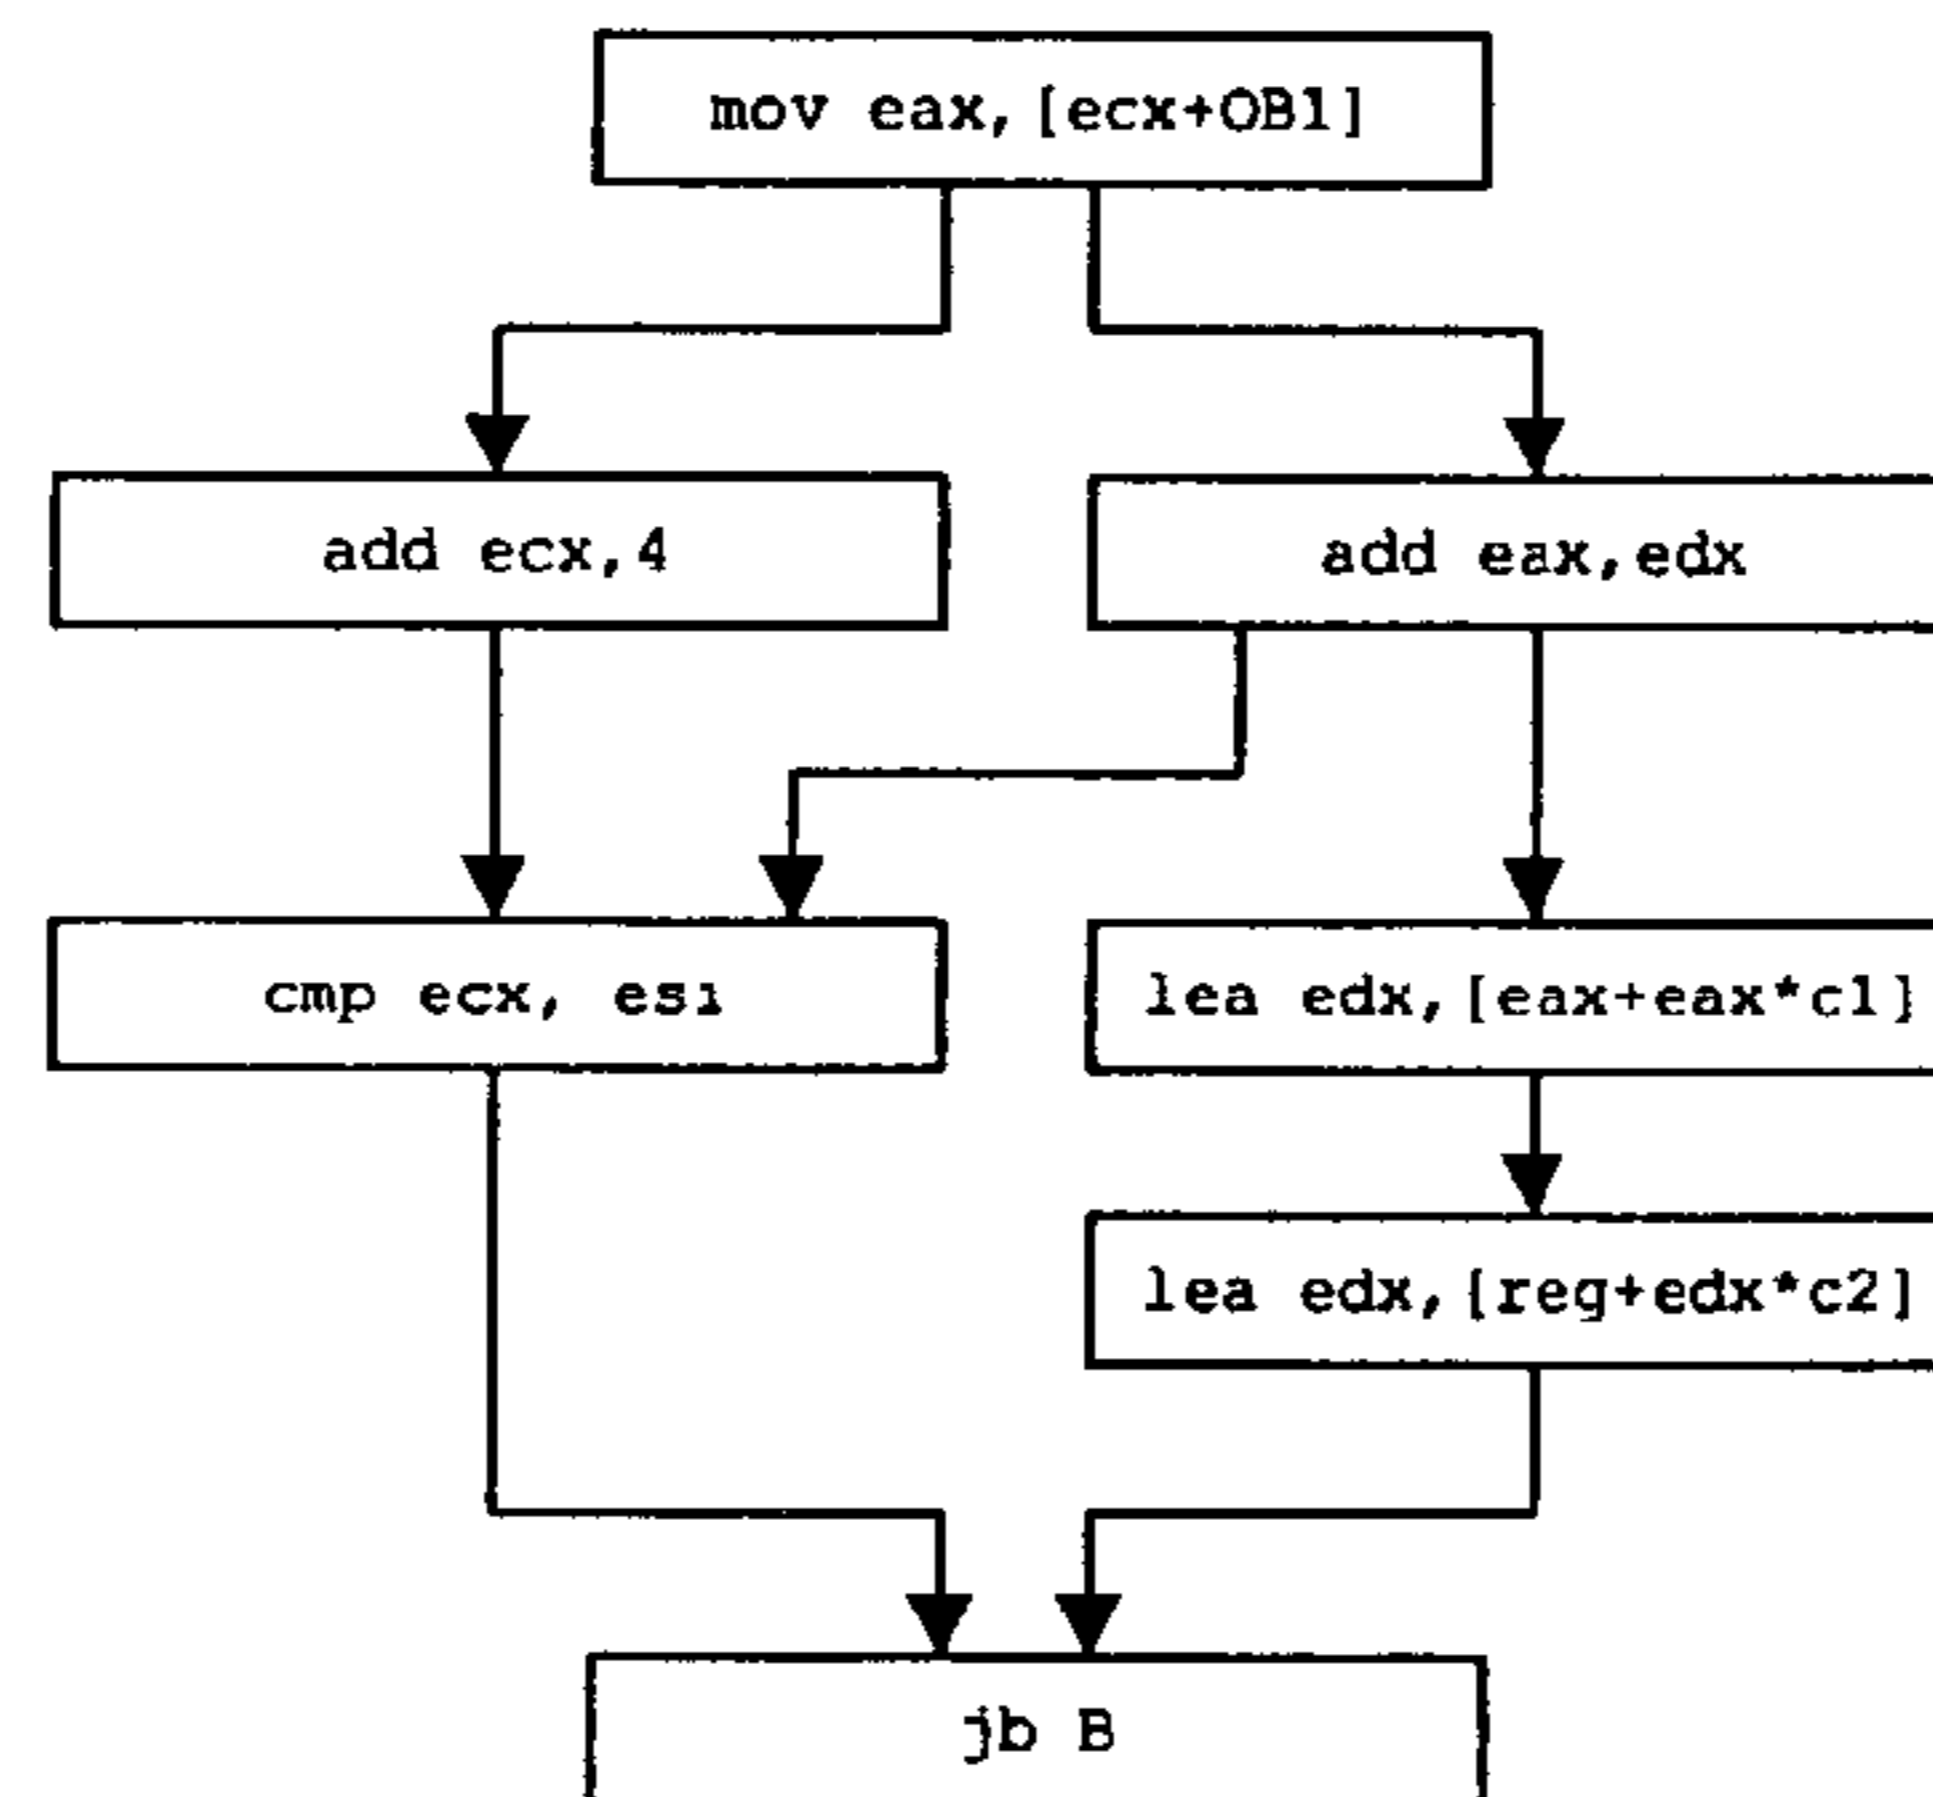 mov eax,[ecx+OB1]
add ecx,4
add eax,edx
cmp ecx, esi
lea edx,[eax+eax*c1]
lea edx,[reg+edx*c2]
jb B